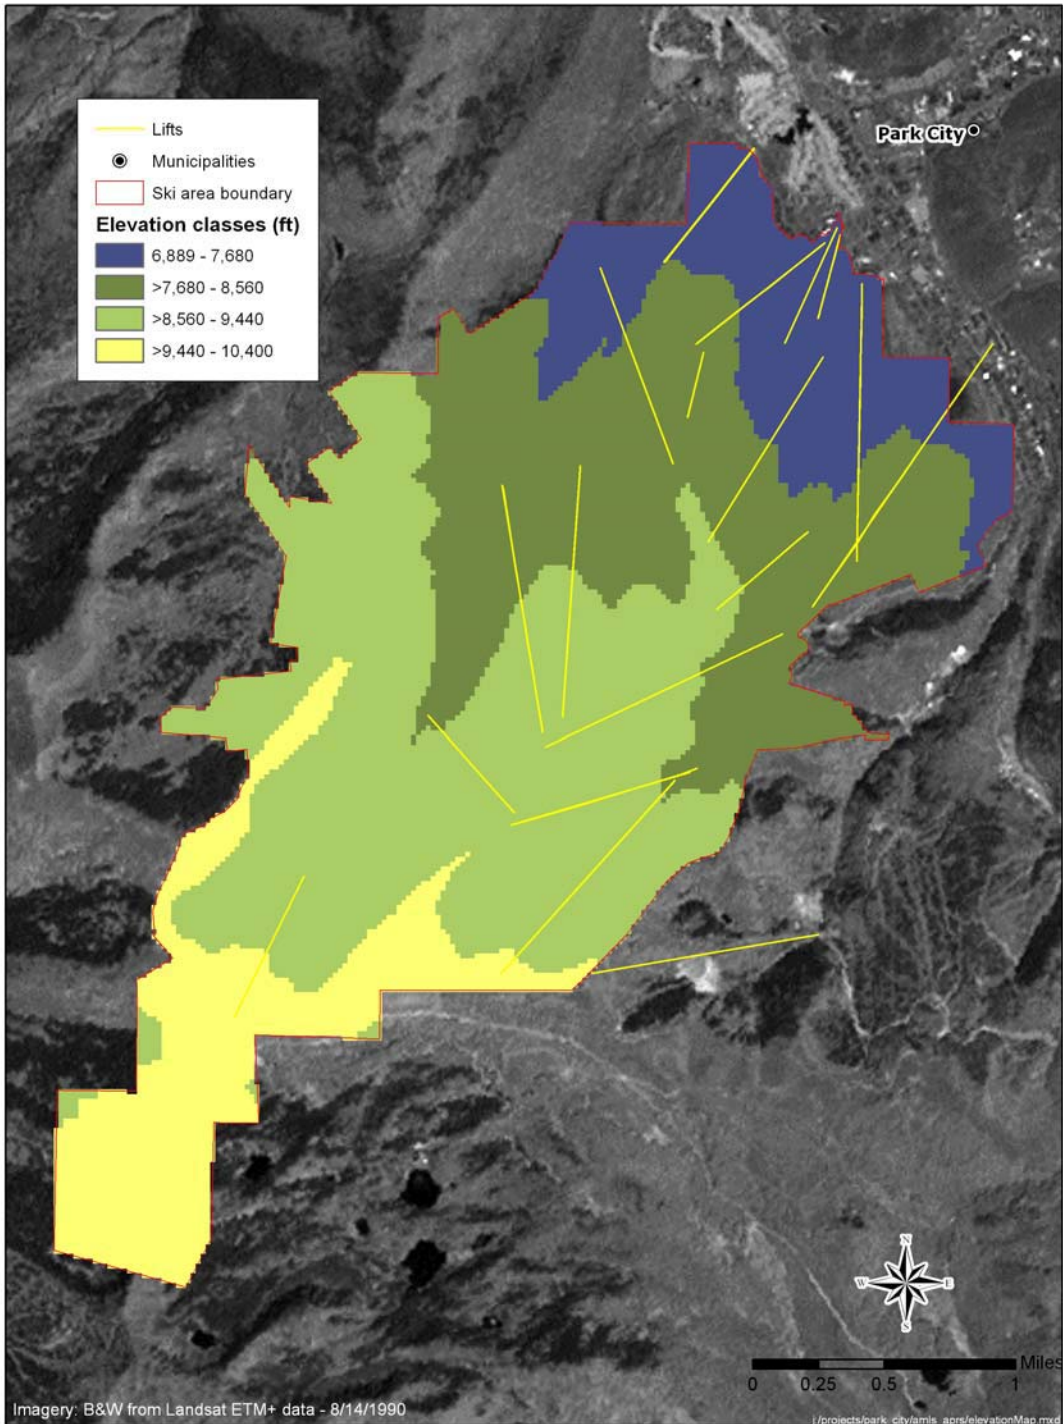 Park City
Lifts
Municipalities
Ski area boundary
Elevation classes (ft)
6,889 - 7,680
>7,680 - 8,560
>8,560 - 9,440
>9,440 - 10,400
N
W
E
S
Miles
0 0.25 0.5 1
Imagery: B&W from Landsat ETM+ data - 8/14/1990